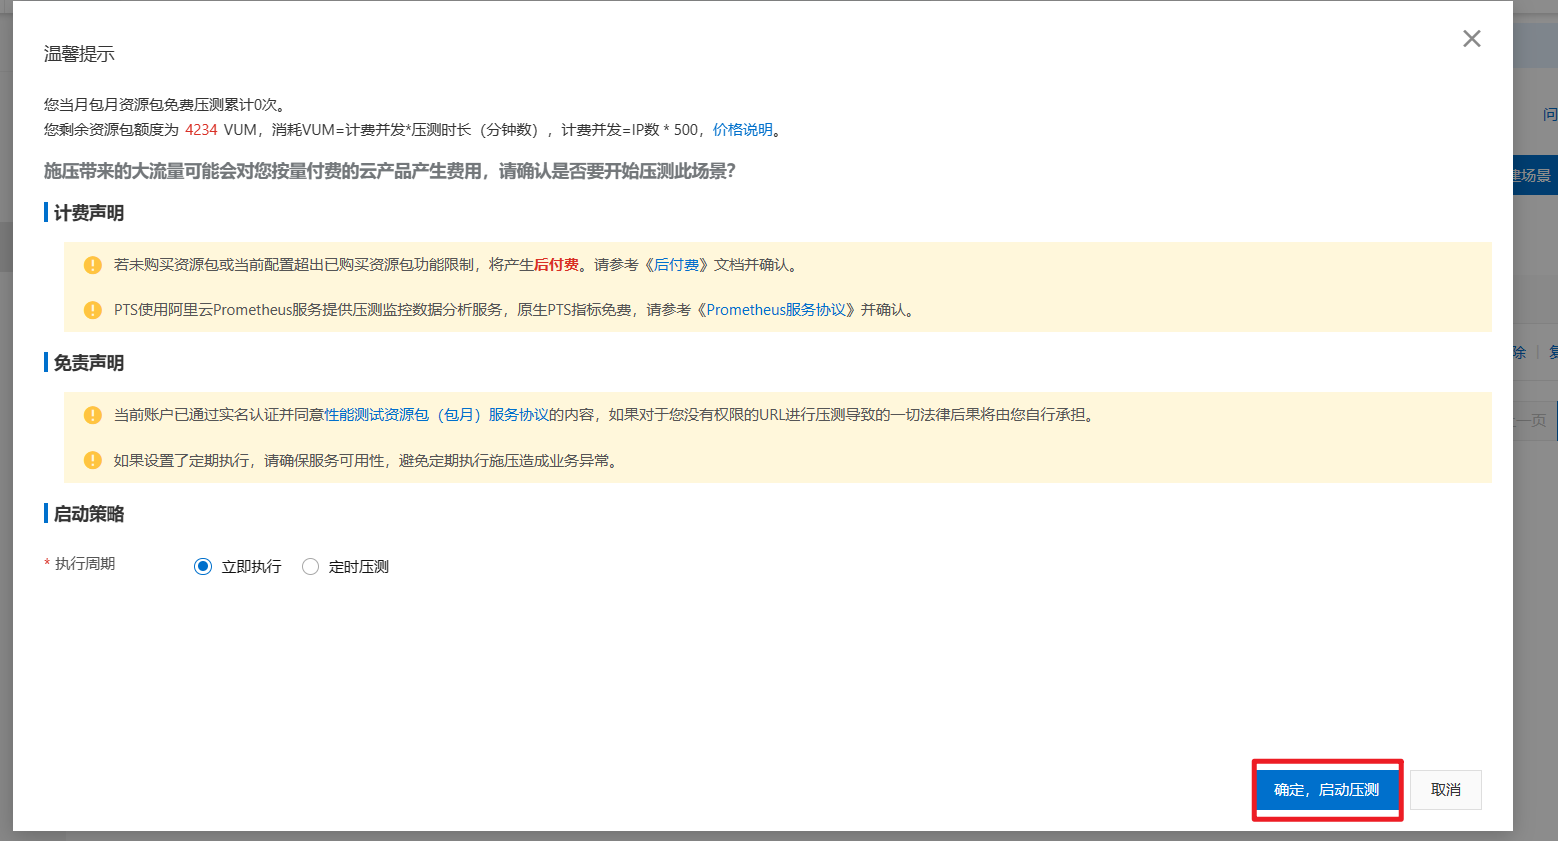 温馨提示
您当月包月资源包免费压测累计0次。
您剩余资源包额度为 4234 VUM，消耗VUM=计费并发*压测时长（分钟数），计费并发=IP数 * 500，价格说明。
问
施压带来的大流量可能会对您按量付费的云产品产生费用，请确认是否要开始压测此场景？
建场景
计费声明
若未购买资源包或当前配置超出已购买资源包功能限制，将产生后付费。请参考《后付费》文档并确认。
PTS使用阿里云Prometheus服务提供压测监控数据分析服务，原生PTS指标免费，请参考《Prometheus服务协议》并确认。
除
免责声明
当前账户已通过实名认证并同意性能测试资源包（包月）服务协议的内容，如果对于您没有权限的URL进行压测导致的一切法律后果将由您自行承担。
一页
如果设置了定期执行，请确保服务可用性，避免定期执行施压造成业务异常。
启动策略
* 执行周期
立即执行 定时压测
确定，启动压测 取消